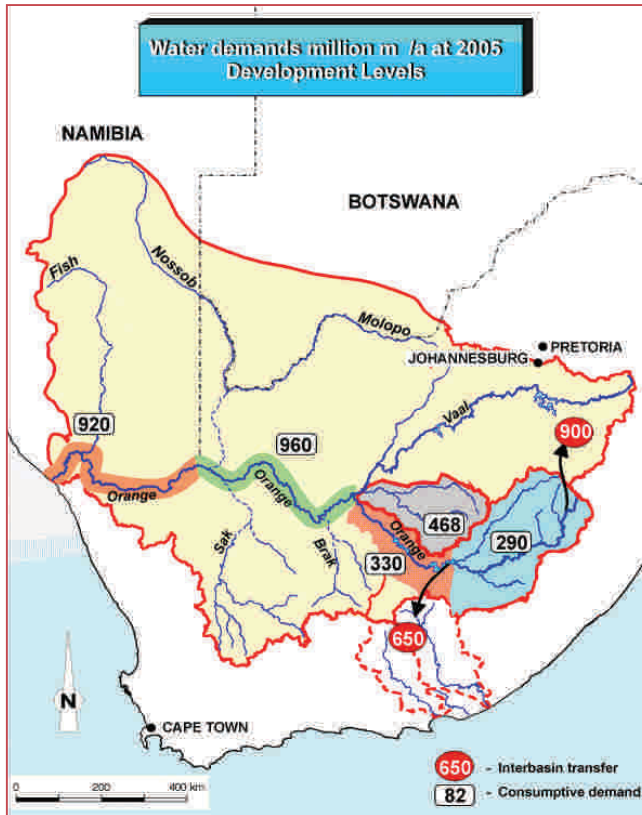 Water demands million m /a at 2005
Development Levels
NAMIBIA
BOTSWANA
Fish
Nossob
Molopo
PRETORIA
JOHANNESBURG
Vaal
920
960
900
Orange
Orange
Orange
468
290
Sak
Brak
330
650
N
CAPE TOWN
0 200 400 km
650 - Interbasin transfer
82 - Consumptive demand